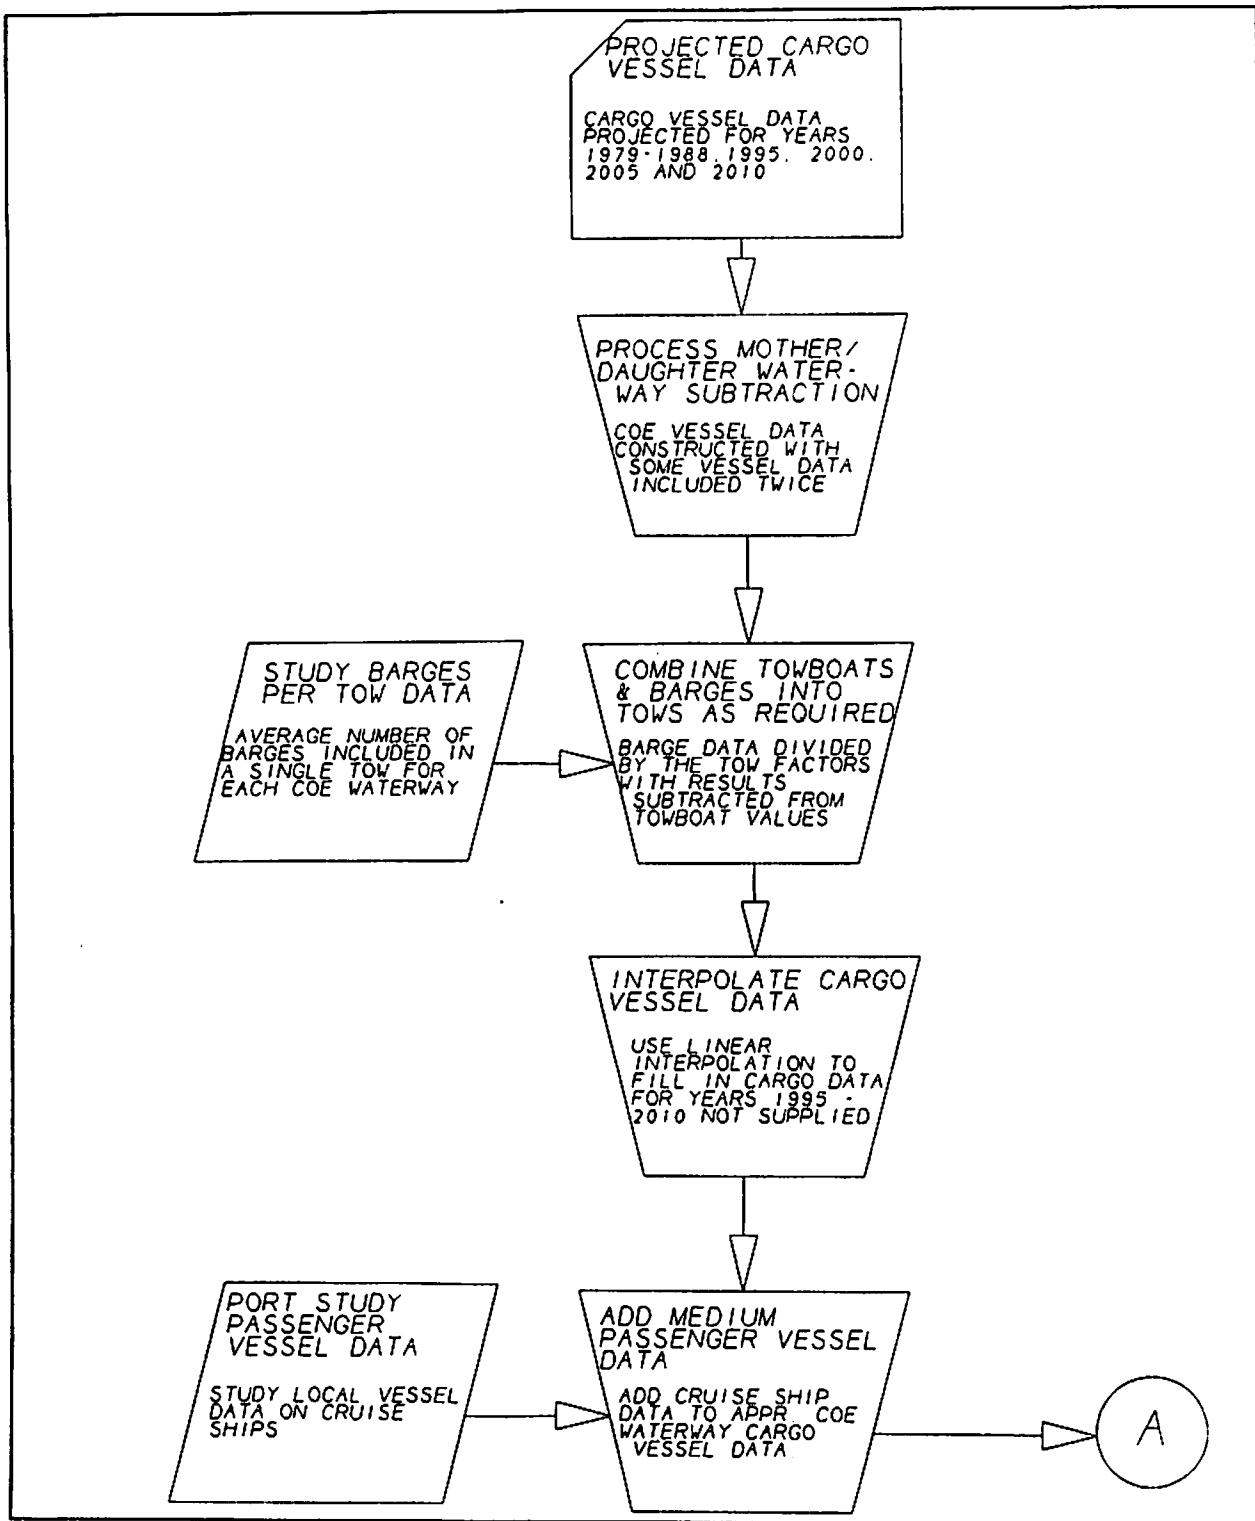 PROJECTED CARGO
VESSEL DATA
CARGO VESSEL DATA
PROJECTED FOR YEARS
1979-1988, 1995, 2000,
2005 AND 2010
PROCESS MOTHER/
DAUGHTER WATER-
WAY SUBTRACTION
COE VESSEL DATA
CONSTRUCTED WITH
SOME VESSEL DATA
INCLUDED TWICE
STUDY BARGES
PER TOW DATA
AVERAGE NUMBER OF
BARGES INCLUDED IN
A SINGLE TOW FOR
EACH COE WATERWAY
COMBINE TOWBOATS
& BARGES INTO
TOWS AS REQUIRED
BARGE DATA DIVIDED
BY THE TOW FACTORS
WITH RESULTS
SUBTRACTED FROM
TOWBOAT VALUES
INTERPOLATE CARGO
VESSEL DATA
USE LINEAR
INTERPOLATION TO
FILL IN CARGO DATA
FOR YEARS 1995 -
2010 NOT SUPPLIED
PORT STUDY
PASSENGER
VESSEL DATA
STUDY LOCAL VESSEL
DATA ON CRUISE
SHIPS
ADD MEDIUM
PASSENGER VESSEL
DATA
ADD CRUISE SHIP
DATA TO APPR. COE
WATERWAY CARGO
VESSEL DATA
A